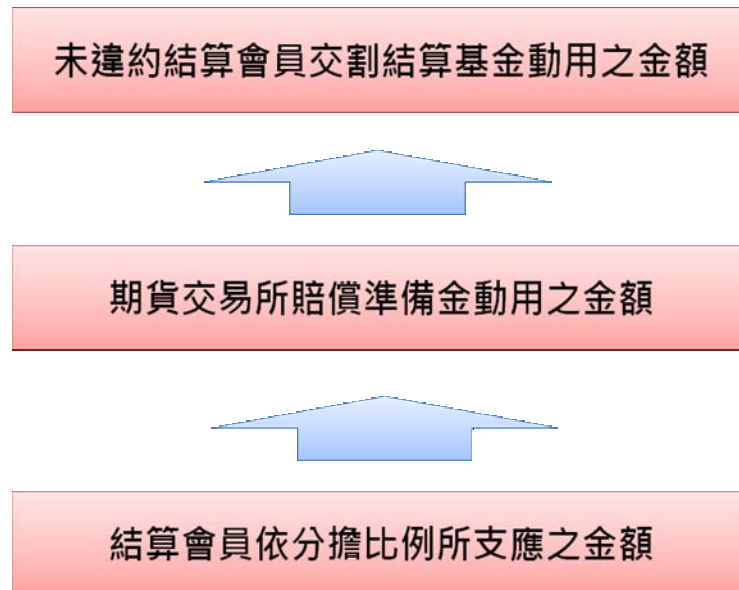 未違約結算會員交割結算基金動用之金額
期貨交易所賠償準備金動用之金額
結算會員依分擔比例所支應之金額